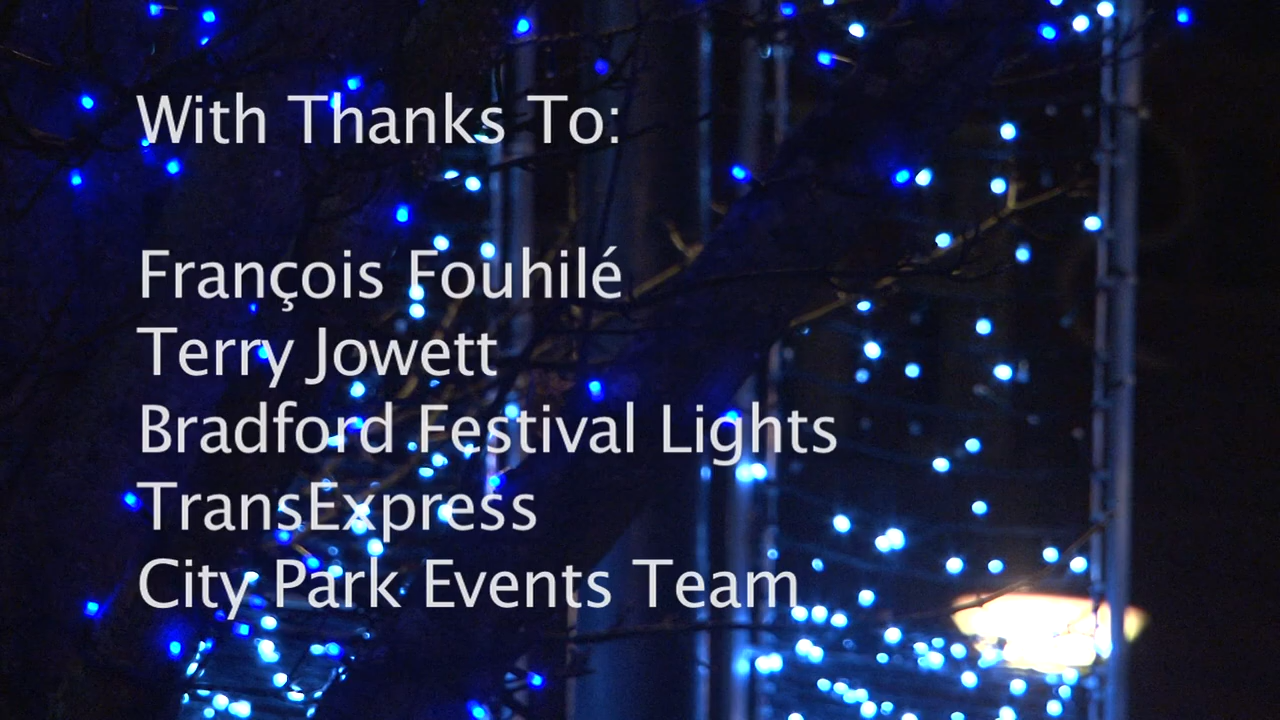 With Thanks To:
François Fouhilé
Terry Jowett
Bradford Festival Lights
TransExpress
City Park Events Team